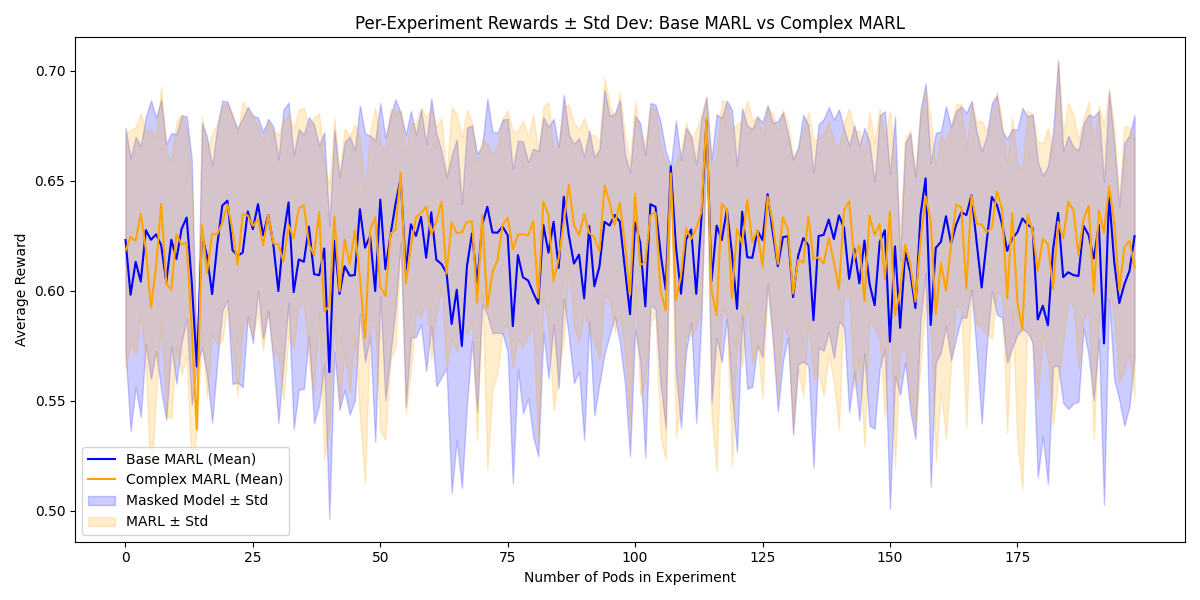 Per-Experiment Rewards ± Std Dev: Base MARL vs Complex MARL
Average Reward
0.70
0.65
0.60
0.55
0.50
Base MARL (Mean)
Complex MARL (Mean)
Masked Model ± Std
MARL ± Std
0 25 50 75 100 125 150 175
Number of Pods in Experiment